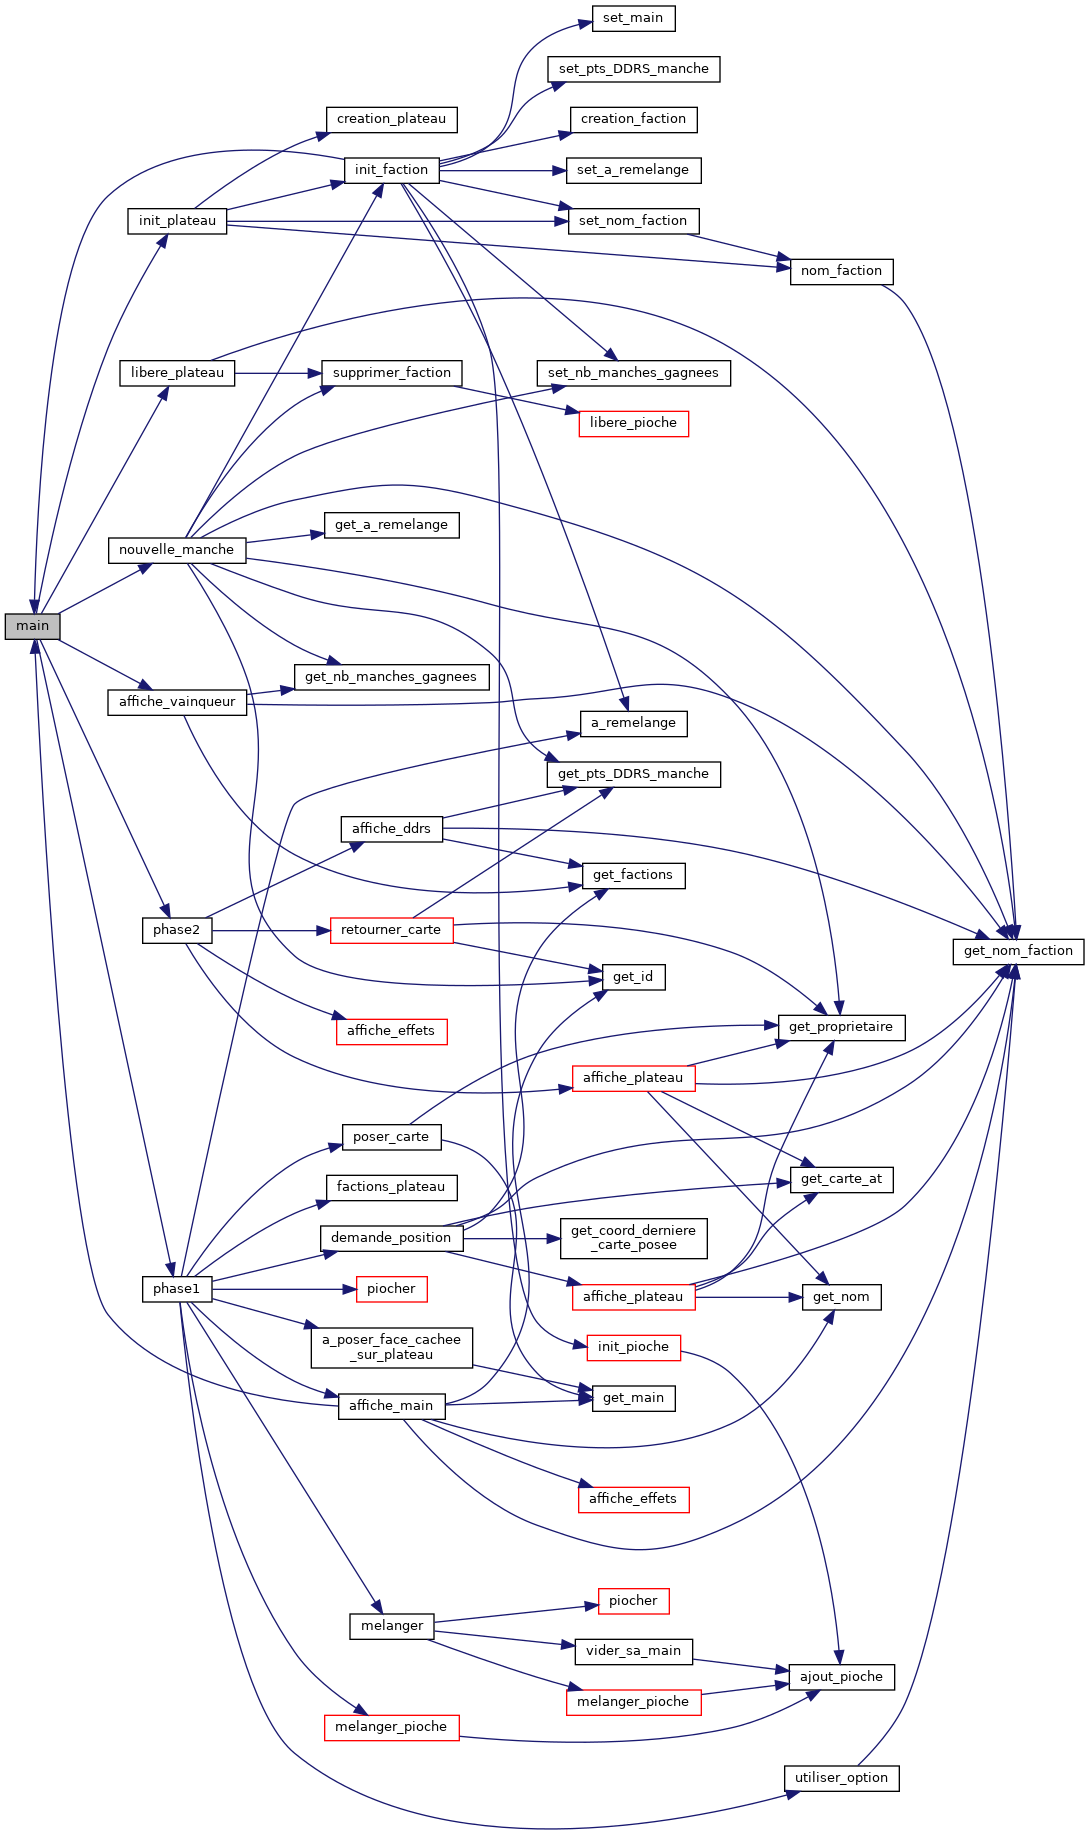 set_main
set_pts_DDRS_manche
creation_plateau
creation_faction
init_faction
set_a_remelange
init_plateau
set_nom_faction
nom_faction
libere_plateau
supprimer_faction
set_nb_manches_gagnees
libere_pioche
get_a_remelange
nouvelle_manche
main
get_nb_manches_gagnees
affiche_vainqueur
a_remelange
get_pts_DDRS_manche
affiche_ddrs
get_factions
phase2
retourner_carte
get_nom_faction
get_id
affiche_effets
get_proprietaire
affiche_plateau
poser_carte
get_carte_at
factions_plateau
demande_position
get_coord_derniere
_carte_posee
phase1
piocher
affiche_plateau
get_nom
a_poser_face_cachee
_sur_plateau
init_pioche
affiche_main
get_main
affiche_effets
piocher
melanger
vider_sa_main
ajout_pioche
melanger_pioche
melanger_pioche
utiliser_option